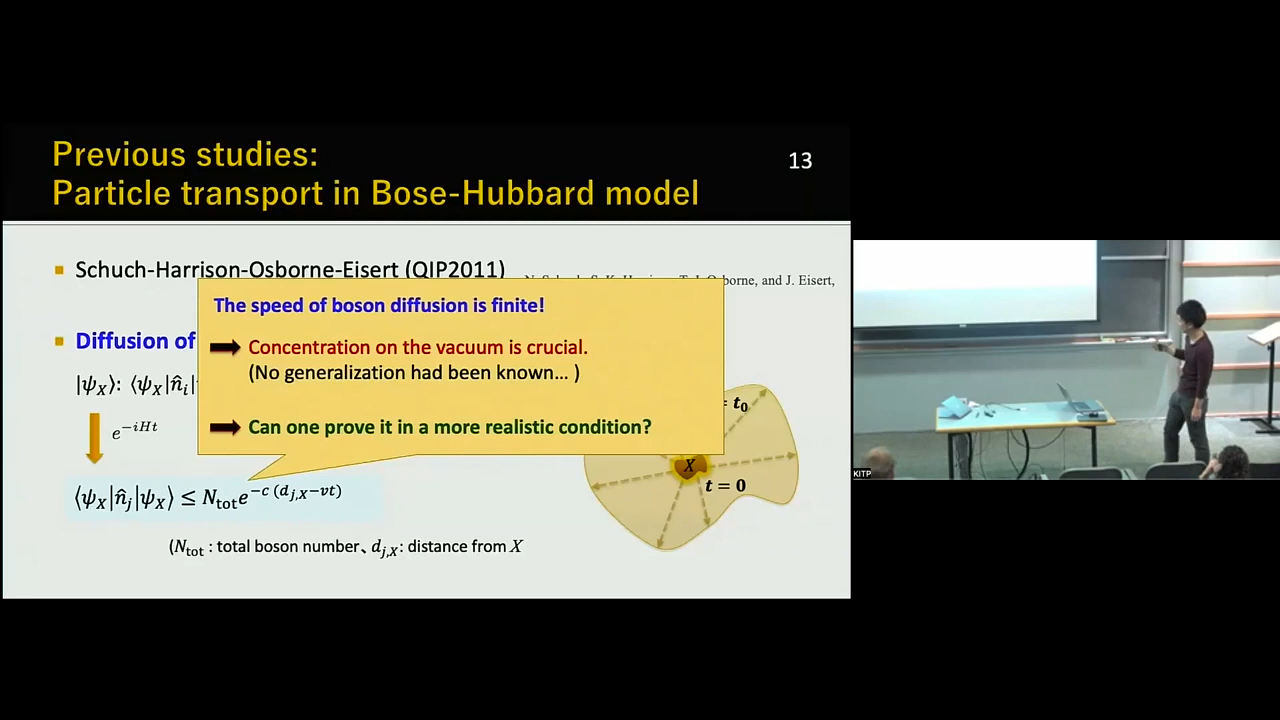 Previous studies:
Particle transport in Bose-Hubbard model
13
Schuch-Harrison-Osborne-Eisert (QIP2011)
borne, and J. Eisert,
The speed of boson diffusion is finite!
Concentration on the vacuum is crucial.
(No generalization had been known… )
Can one prove it in a more realistic condition?
Diffusion of
|ψ_X⟩: ⟨ψ_X|n̂_i|
e^{-iHt}
⟨ψ_X|n̂_j|ψ_X⟩ ≤ N_tot e^{-c (d_{j,X}-vt)}
(N_tot : total boson number、d_{j,X}: distance from X
= t_0
X
t = 0
KITP